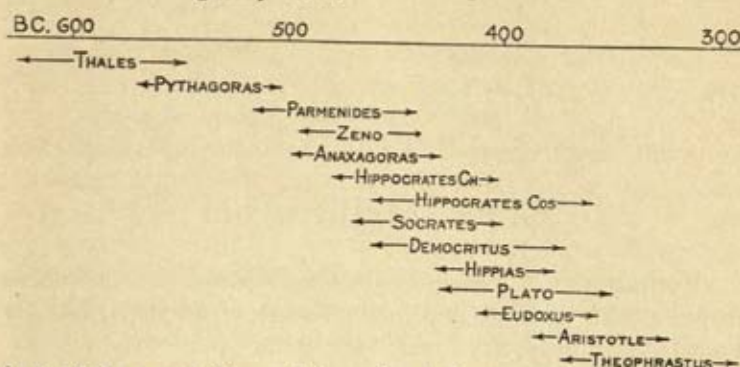 B.C. 600 500 400 300
THALES
PYTHAGORAS
PARMENIDES
ZENO
ANAXAGORAS
HIPPOCRATES CH
HIPPOCRATES COS
SOCRATES
DEMOCRITUS
HIPPIAS
PLATO
EUDOXUS
ARISTOTLE
THEOPHRASTUS